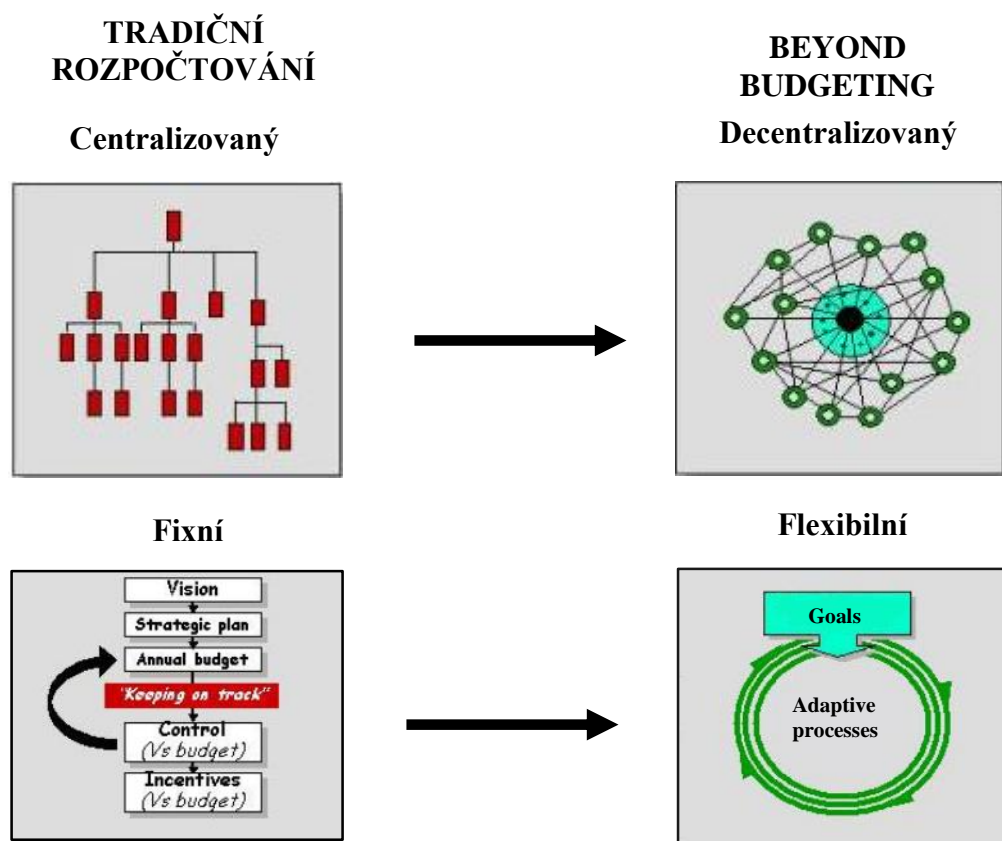 TRADIČNÍ
ROZPOČTOVÁNÍ
BEYOND
BUDGETING
Centralizovaný
Decentralizovaný
Fixní
Flexibilní
Vision
Strategic plan
Annual budget
"Keeping on track"
Control
(Vs budget)
Incentives
(Vs budget)
Goals
Adaptive
processes